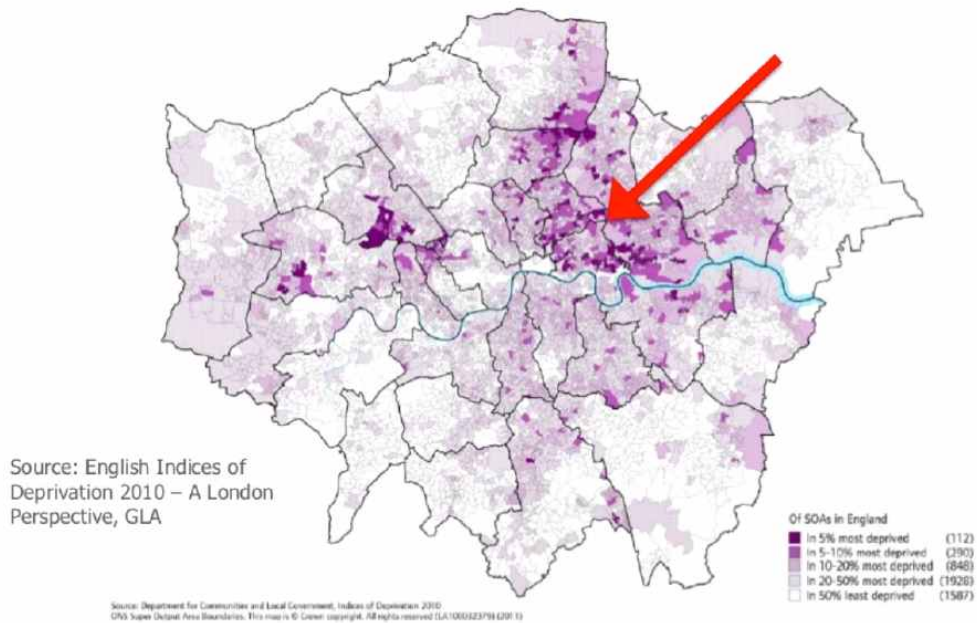 Source: English Indices of
Deprivation 2010 – A London
Perspective, GLA
Of SOAs in England
In 5% most deprived (112)
In 5-10% most deprived (290)
In 10-20% most deprived (848)
In 20-50% most deprived (1928)
In 50% least deprived (1587)
Source: Department for Communities and Local Government, Indices of Deprivation 2010
ONS Super Output Area Boundaries. This map is © Crown copyright. All rights reserved (LA100032379) (2011)